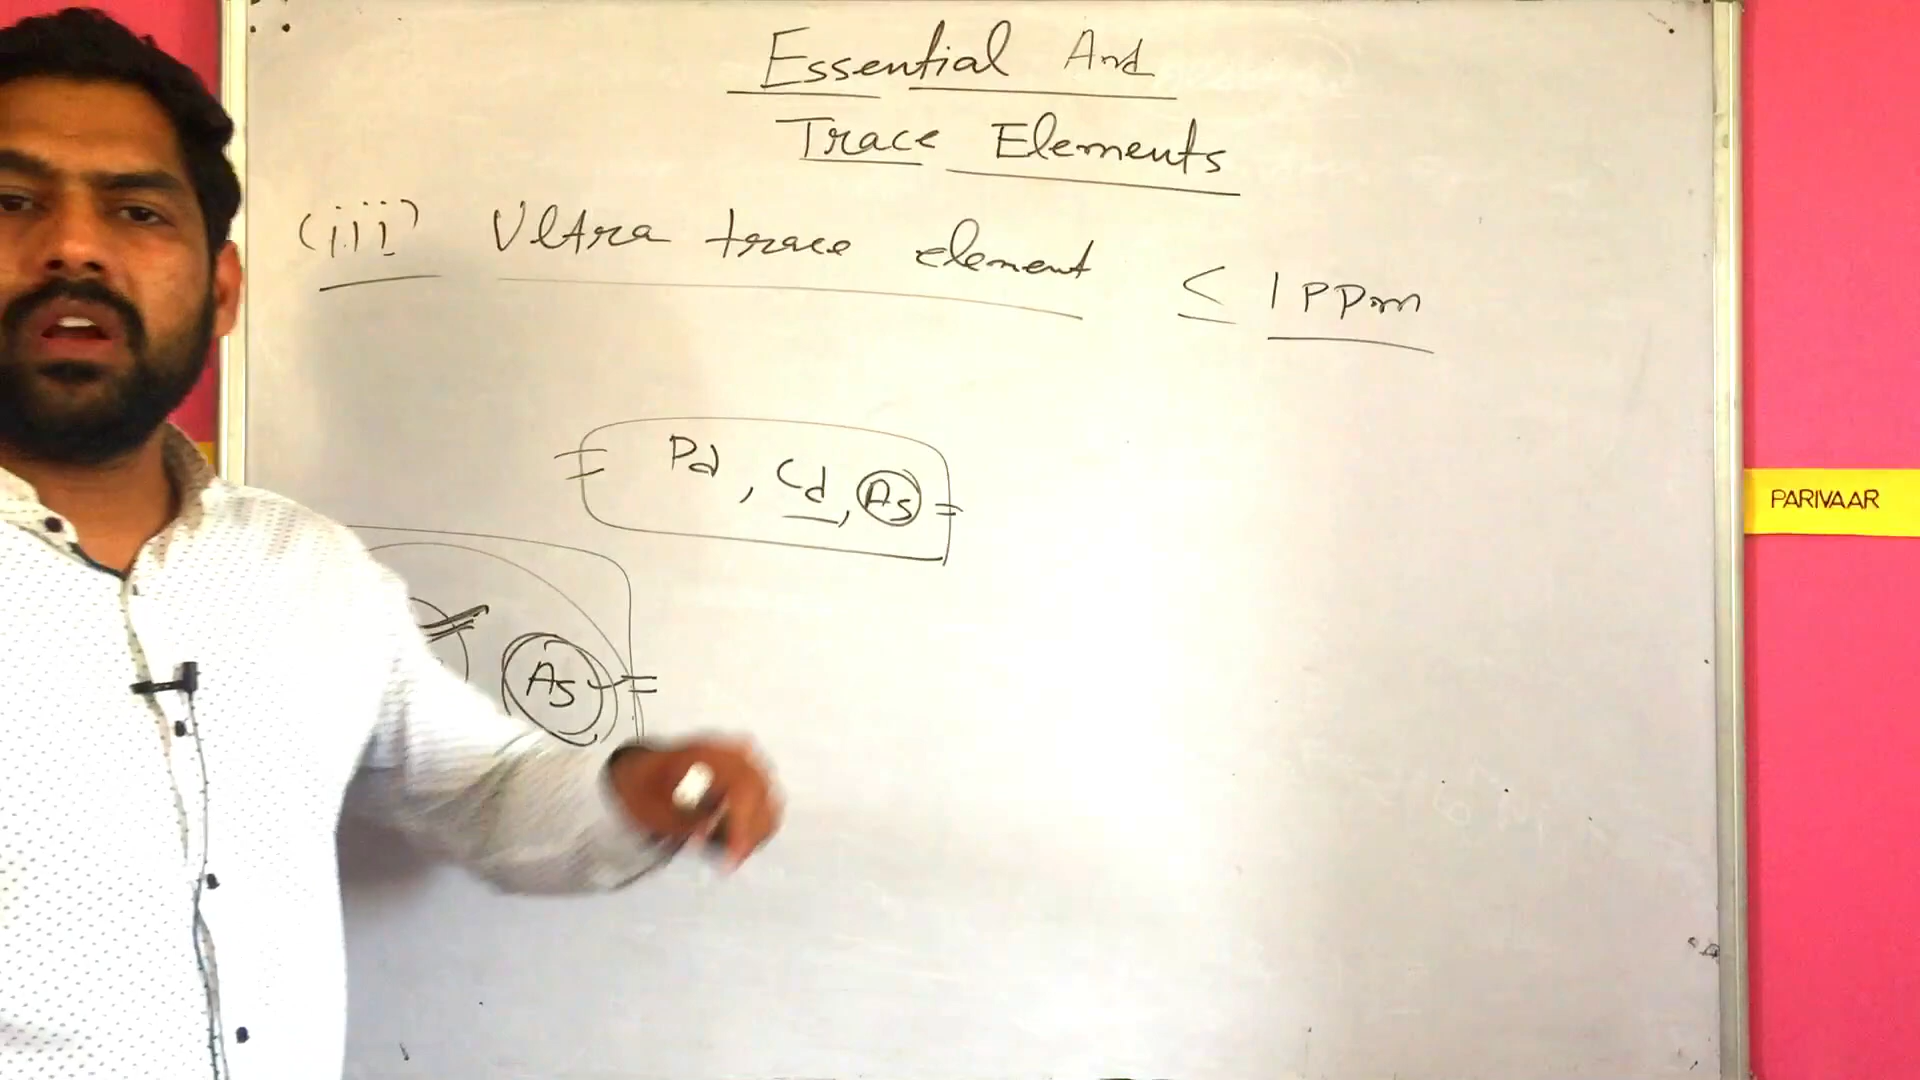 Essential And
Trace Elements
(iii) Ultra trace element ≤ 1 ppm
Pd, Cd, As
As
PARIVAAR